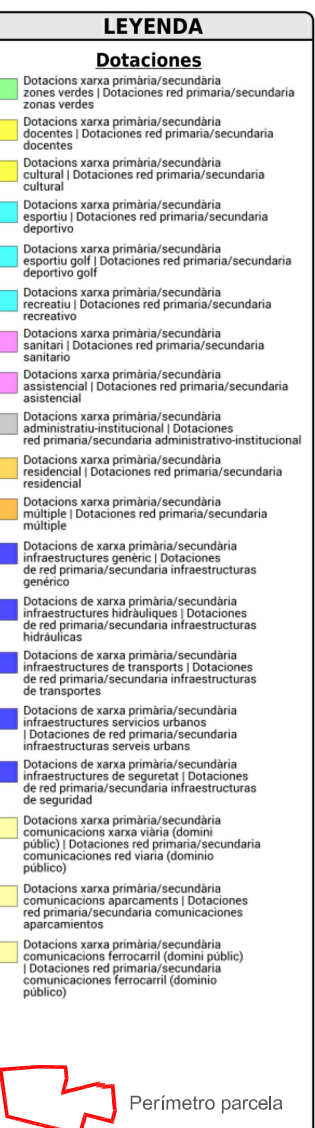 LEYENDA
Dotaciones
Dotacions xarxa primària/secundària
zones verdes | Dotaciones red primaria/secundaria
zonas verdes
Dotacions xarxa primària/secundària
docentes | Dotaciones red primaria/secundaria
docentes
Dotacions xarxa primària/secundària
cultural | Dotaciones red primaria/secundaria
cultural
Dotacions xarxa primària/secundària
esportiu | Dotaciones red primaria/secundaria
deportivo
Dotacions xarxa primària/secundària
esportiu golf | Dotaciones red primaria/secundaria
deportivo golf
Dotacions xarxa primària/secundària
recreatiu | Dotaciones red primaria/secundaria
recreativo
Dotacions xarxa primària/secundària
sanitari | Dotaciones red primaria/secundaria
sanitario
Dotacions xarxa primària/secundària
assistencial | Dotaciones red primaria/secundaria
asistencial
Dotacions xarxa primària/secundària
administratiu-institucional | Dotaciones
red primaria/secundaria administrativo-institucional
Dotacions xarxa primària/secundària
residencial | Dotaciones red primaria/secundaria
residencial
Dotacions xarxa primària/secundària
múltiple | Dotaciones red primaria/secundaria
múltiple
Dotacions de xarxa primària/secundària
infraestructures genèric | Dotaciones
de red primaria/secundaria infraestructuras
genérico
Dotacions de xarxa primària/secundària
infraestructures hidràuliques | Dotaciones
de red primaria/secundaria infraestructuras
hidráulicas
Dotacions de xarxa primària/secundària
infraestructures de transports | Dotaciones
de red primaria/secundaria infraestructuras
de transportes
Dotacions de xarxa primària/secundària
infraestructures servicios urbanos
| Dotaciones de red primaria/secundaria
infraestructuras serveis urbans
Dotacions de xarxa primària/secundària
infraestructures de seguretat | Dotaciones
de red primaria/secundaria infraestructuras
de seguridad
Dotacions xarxa primària/secundària
comunicacions xarxa viària (domini
públic) | Dotaciones red primaria/secundaria
comunicaciones red viaria (dominio
público)
Dotacions xarxa primària/secundària
comunicacions aparcaments | Dotaciones
red primaria/secundaria comunicaciones
aparcamientos
Dotacions xarxa primària/secundària
comunicacions ferrocarril (domini públic)
| Dotaciones red primaria/secundaria
comunicaciones ferrocarril (dominio
público)
Perímetro parcela